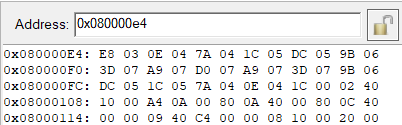 Address: 0x080000e4
0x080000E4: E8 03 0E 04 7A 04 1C 05 DC 05 9B 06
0x080000F0: 3D 07 A9 07 D0 07 A9 07 3D 07 9B 06
0x080000FC: DC 05 1C 05 7A 04 0E 04 1C 00 02 40
0x08000108: 10 00 A4 0A 00 80 0A 40 00 80 0C 40
0x08000114: 00 00 09 40 C4 00 00 08 10 00 20 00